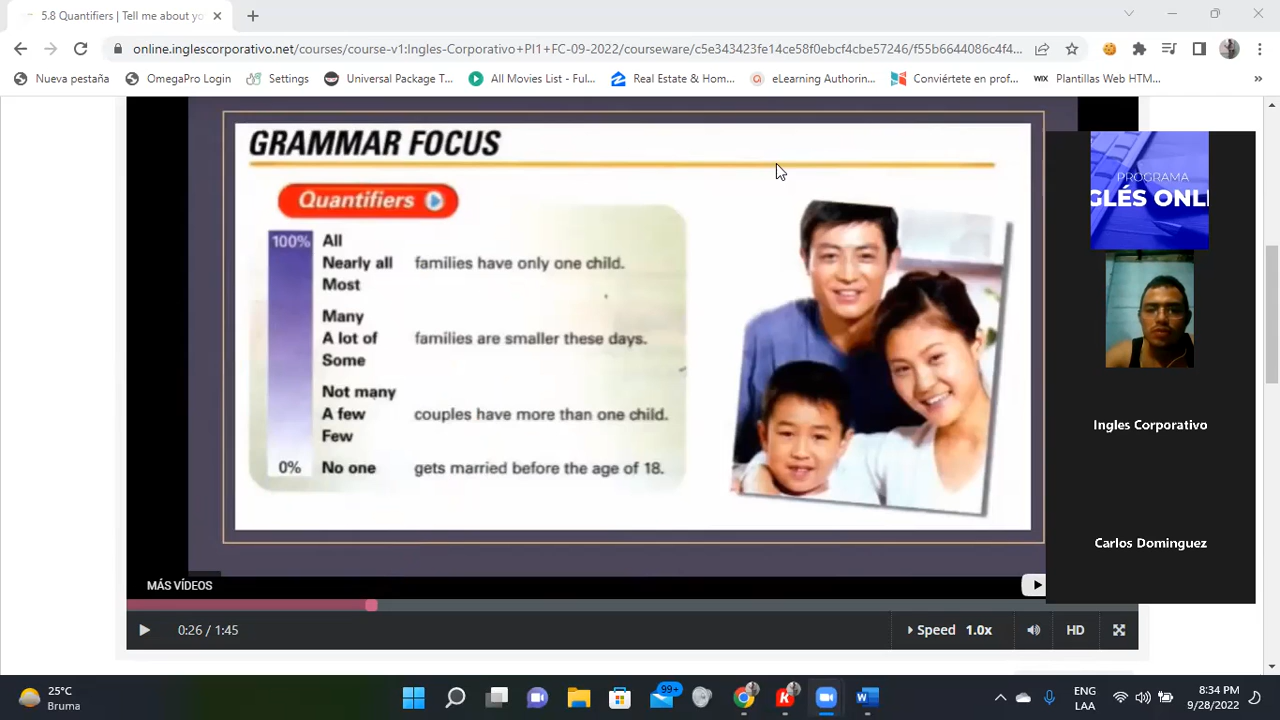 5.8 Quantifiers | Tell me about yo
online.inglescorporativo.net/courses/course-v1:Ingles-Corporativo+PI1+FC-09-2022/courseware/c5e343423fe14ce58f0ebcf4cbe57246/f55b6644086c4f4...
Nueva pestaña
OmegaPro Login
Settings
Universal Package T...
All Movies List - Ful...
Real Estate & Hom...
eLearning Authorin...
Conviértete en prof...
WIX Plantillas Web HTM...
»
GRAMMAR FOCUS
Quantifiers
100% All
Nearly all families have only one child.
Most
Many
A lot of families are smaller these days.
Some
Not many
A few couples have more than one child.
Few
0% No one gets married before the age of 18.
PROGRAMA
GLÉS ONLI
Ingles Corporativo
Carlos Dominguez
MÁS VÍDEOS
0:26 / 1:45
Speed 1.0x
HD
25°C
Bruma
99+
ENG
LAA
8:34 PM
9/28/2022